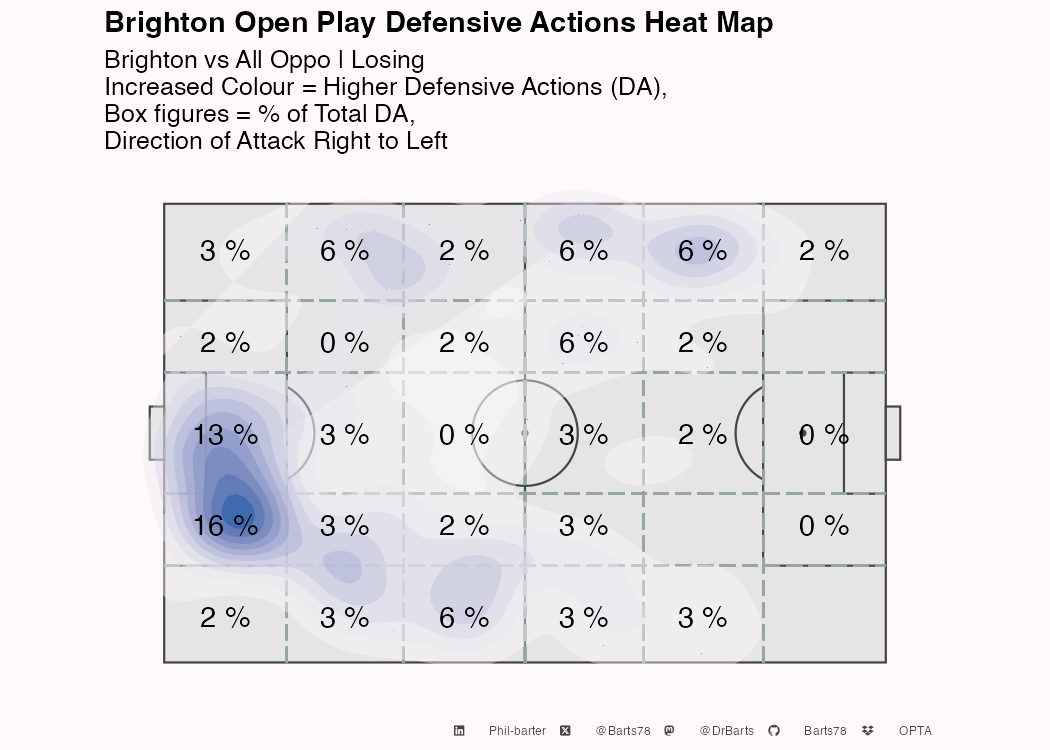 Brighton Open Play Defensive Actions Heat Map
Brighton vs All Oppo | Losing
Increased Colour = Higher Defensive Actions (DA),
Box figures = % of Total DA,
Direction of Attack Right to Left
3 % 6 % 2 % 6 % 6 % 2 %
2 % 0 % 2 % 6 % 2 %
13 % 3 % 0 % 3 % 2 % 0 %
16 % 3 % 2 % 3 % 0 %
2 % 3 % 6 % 3 % 3 %
Phil-barter @Barts78 @DrBarts Barts78 OPTA